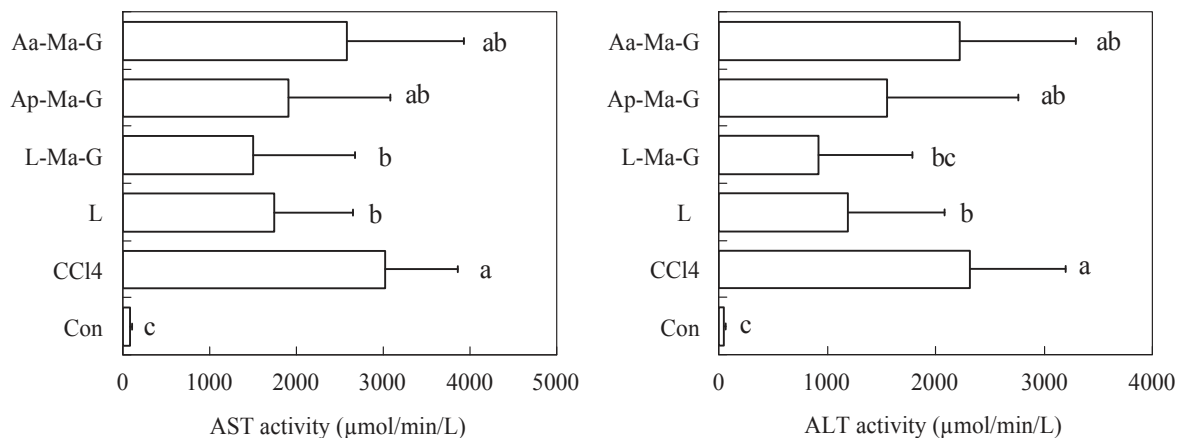 Aa-Ma-G ab
Ap-Ma-G ab
L-Ma-G b
L b
CCl4 a
Con c
0 1000 2000 3000 4000 5000
AST activity (µmol/min/L)
Aa-Ma-G ab
Ap-Ma-G ab
L-Ma-G bc
L b
CCl4 a
Con c
0 1000 2000 3000 4000
ALT activity (µmol/min/L)